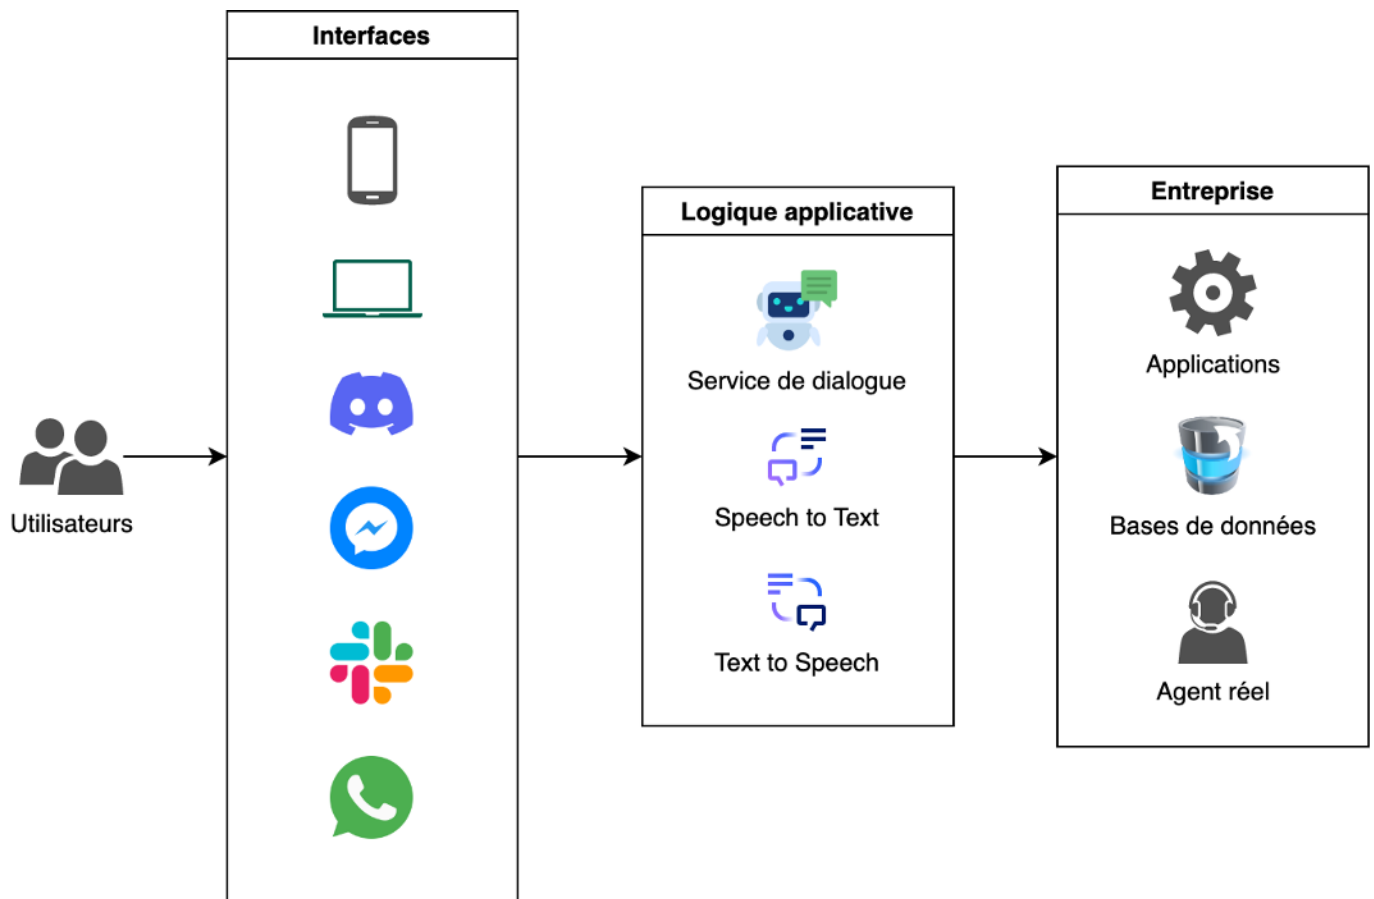 Interfaces
Utilisateurs
Logique applicative
Service de dialogue
Speech to Text
Text to Speech
Entreprise
Applications
Bases de données
Agent réel